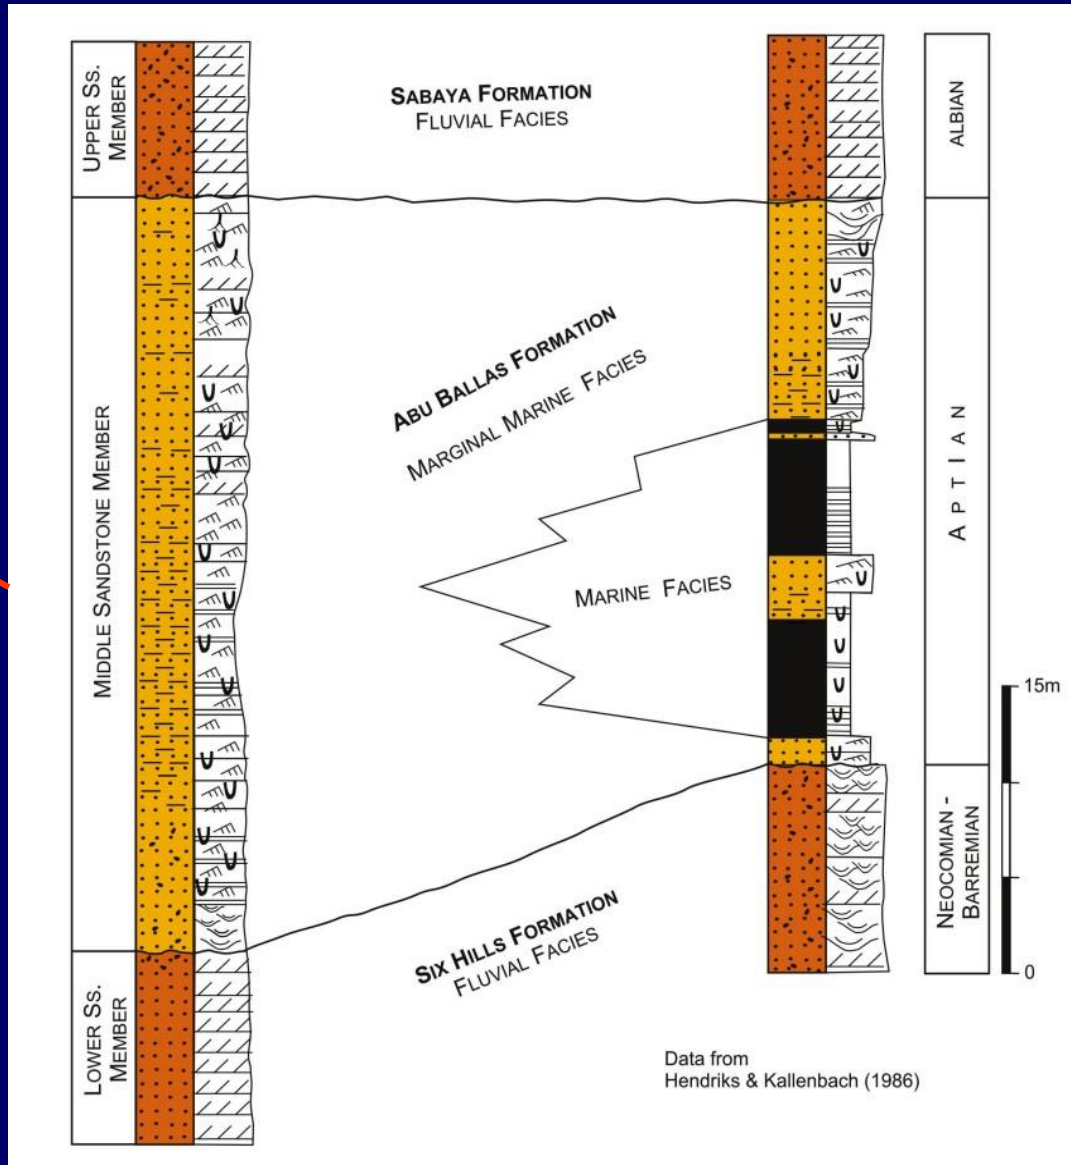 UPPER SS.
MEMBER
SABAYA FORMATION
FLUVIAL FACIES
ALBIAN
MIDDLE SANDSTONE MEMBER
ABU BALLAS FORMATION
MARGINAL MARINE FACIES
MARINE FACIES
APTIAN
15m
NEOCOMIAN -
BARREMIAN
SIX HILLS FORMATION
FLUVIAL FACIES
0
LOWER SS.
MEMBER
Data from
Hendriks & Kallenbach (1986)